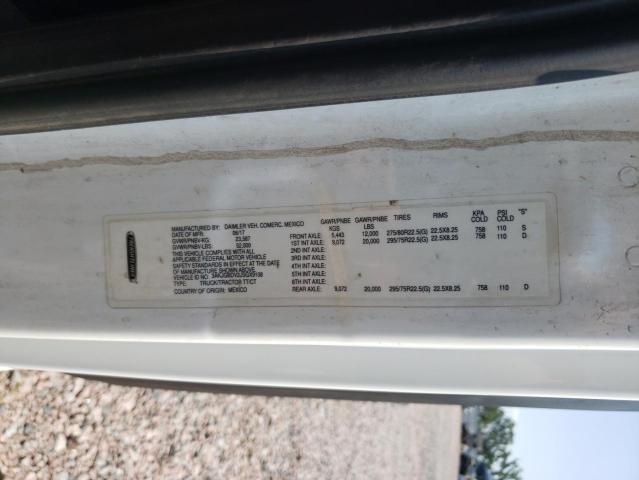 FREIGHTLINER
MANUFACTURED BY: DAIMLER VEH. COMERC. MEXICO
DATE OF MFR: 09/17
GVWR/PNBV-KG: 23,587
GVWR/PNBV-LBS: 52,000
THIS VEHICLE COMPLIES WITH ALL
APPLICABLE FEDERAL MOTOR VEHICLE
SAFETY STANDARDS IN EFFECT AT THE DATE
OF MANUFACTURE SHOWN ABOVE.
VEHICLE ID
TYPE: TRUCK/TRACTOR TT/CT
COUNTRY OF ORIGIN: MEXICO
GAWR/PNBE GAWR/PNBE TIRES RIMS KPA PSI "S"
KGS LBS COLD COLD
FRONT AXLE: 5,443 12,000 275/80R22.5(G) 22.5X8.25 758 110 S
1ST INT AXLE: 9,072 20,000 295/75R22.5(G) 22.5X8.25 758 110 D
2ND INT AXLE:
3RD INT AXLE:
4TH INT AXLE:
5TH INT AXLE:
6TH INT AXLE:
REAR AXLE: 9,072 20,000 295/75R22.5(G) 22.5X8.25 758 110 D